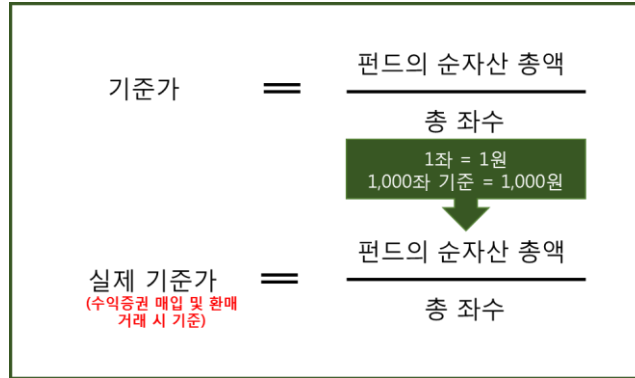 기준가 = 펀드의 순자산 총액
총 좌수
1좌 = 1원
1,000좌 기준 = 1,000원
실제 기준가 = 펀드의 순자산 총액
(수익증권 매입 및 환매
거래 시 기준)
총 좌수